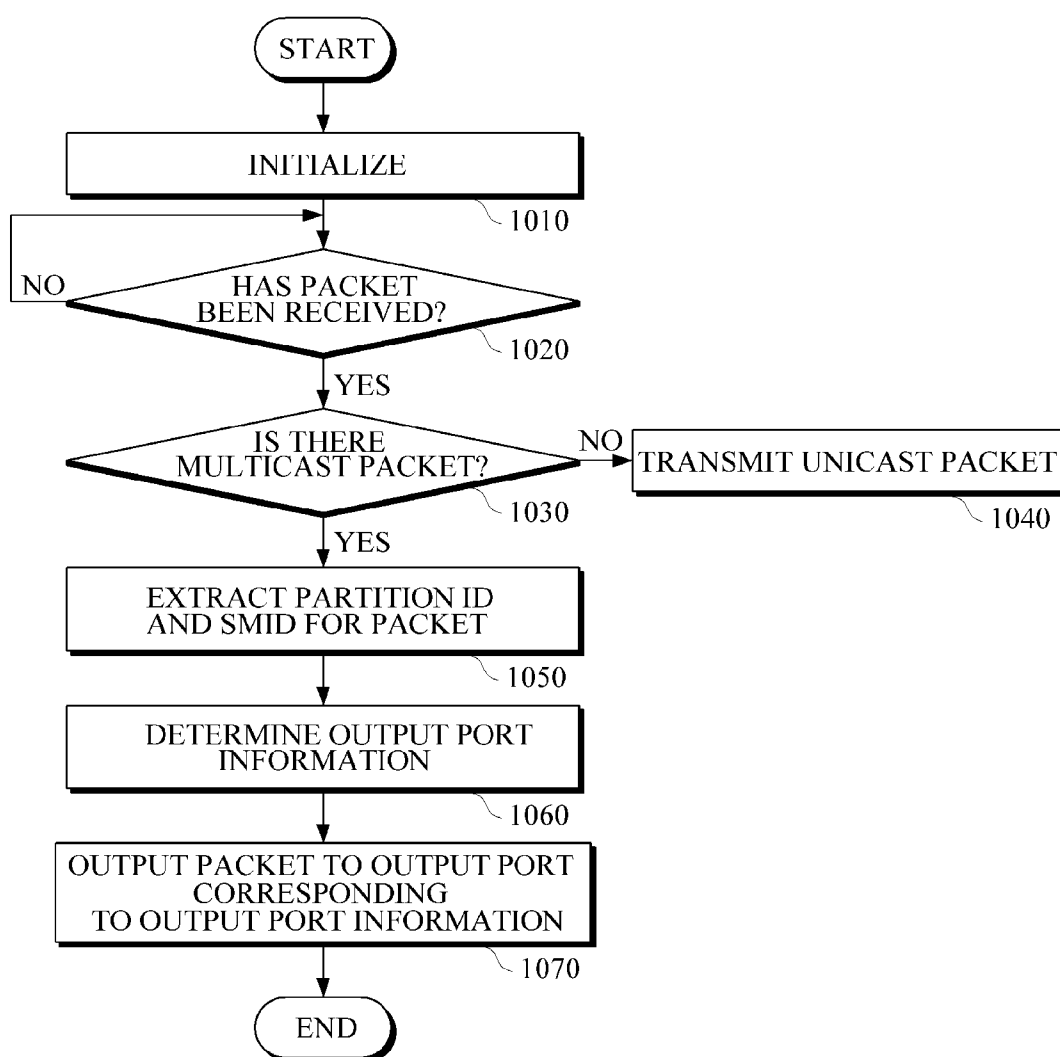 START
INITIALIZE
1010
HAS PACKET
BEEN RECEIVED?
NO
1020
YES
IS THERE
MULTICAST PACKET?
NO
TRANSMIT UNICAST PACKET
1030
1040
YES
EXTRACT PARTITION ID
AND SMID FOR PACKET
1050
DETERMINE OUTPUT PORT
INFORMATION
1060
OUTPUT PACKET TO OUTPUT PORT
CORRESPONDING
TO OUTPUT PORT INFORMATION
1070
END